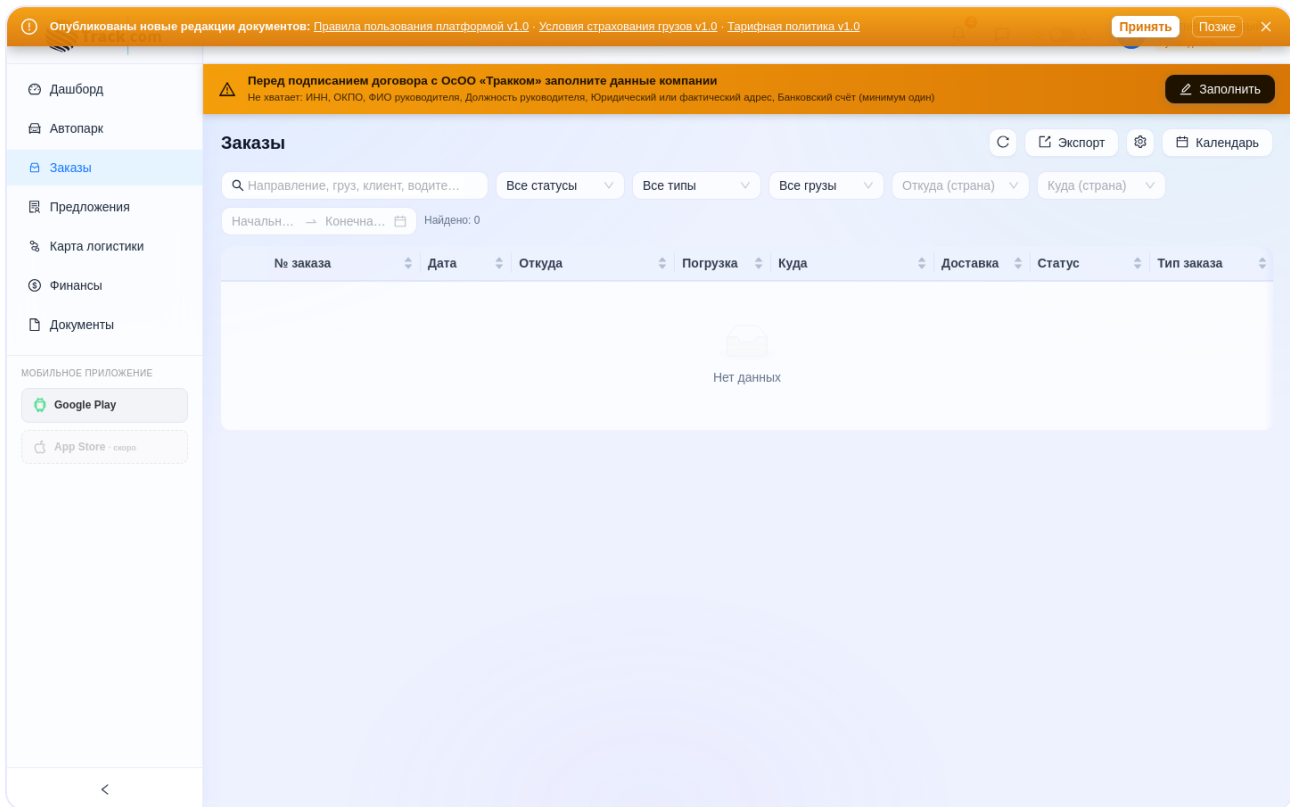 Опубликованы новые редакции документов: Правила пользования платформой v1.0 · Условия страхования грузов v1.0 · Тарифная политика v1.0
Принять
Позже
Track.com
Перед подписанием договора с ОсОО «Тракком» заполните данные компании
Не хватает: ИНН, ОКПО, ФИО руководителя, Должность руководителя, Юридический или фактический адрес, Банковский счёт (минимум один)
Заполнить
Дашборд
Автопарк
Заказы
Предложения
Карта логистики
Финансы
Документы
МОБИЛЬНОЕ ПРИЛОЖЕНИЕ
Google Play
App Store - скоро
Заказы
Экспорт
Календарь
Направление, груз, клиент, водите…
Все статусы
Все типы
Все грузы
Откуда (страна)
Куда (страна)
Начальн…
Конечна…
Найдено: 0
№ заказа Дата Откуда Погрузка Куда Доставка Статус Тип заказа
Нет данных